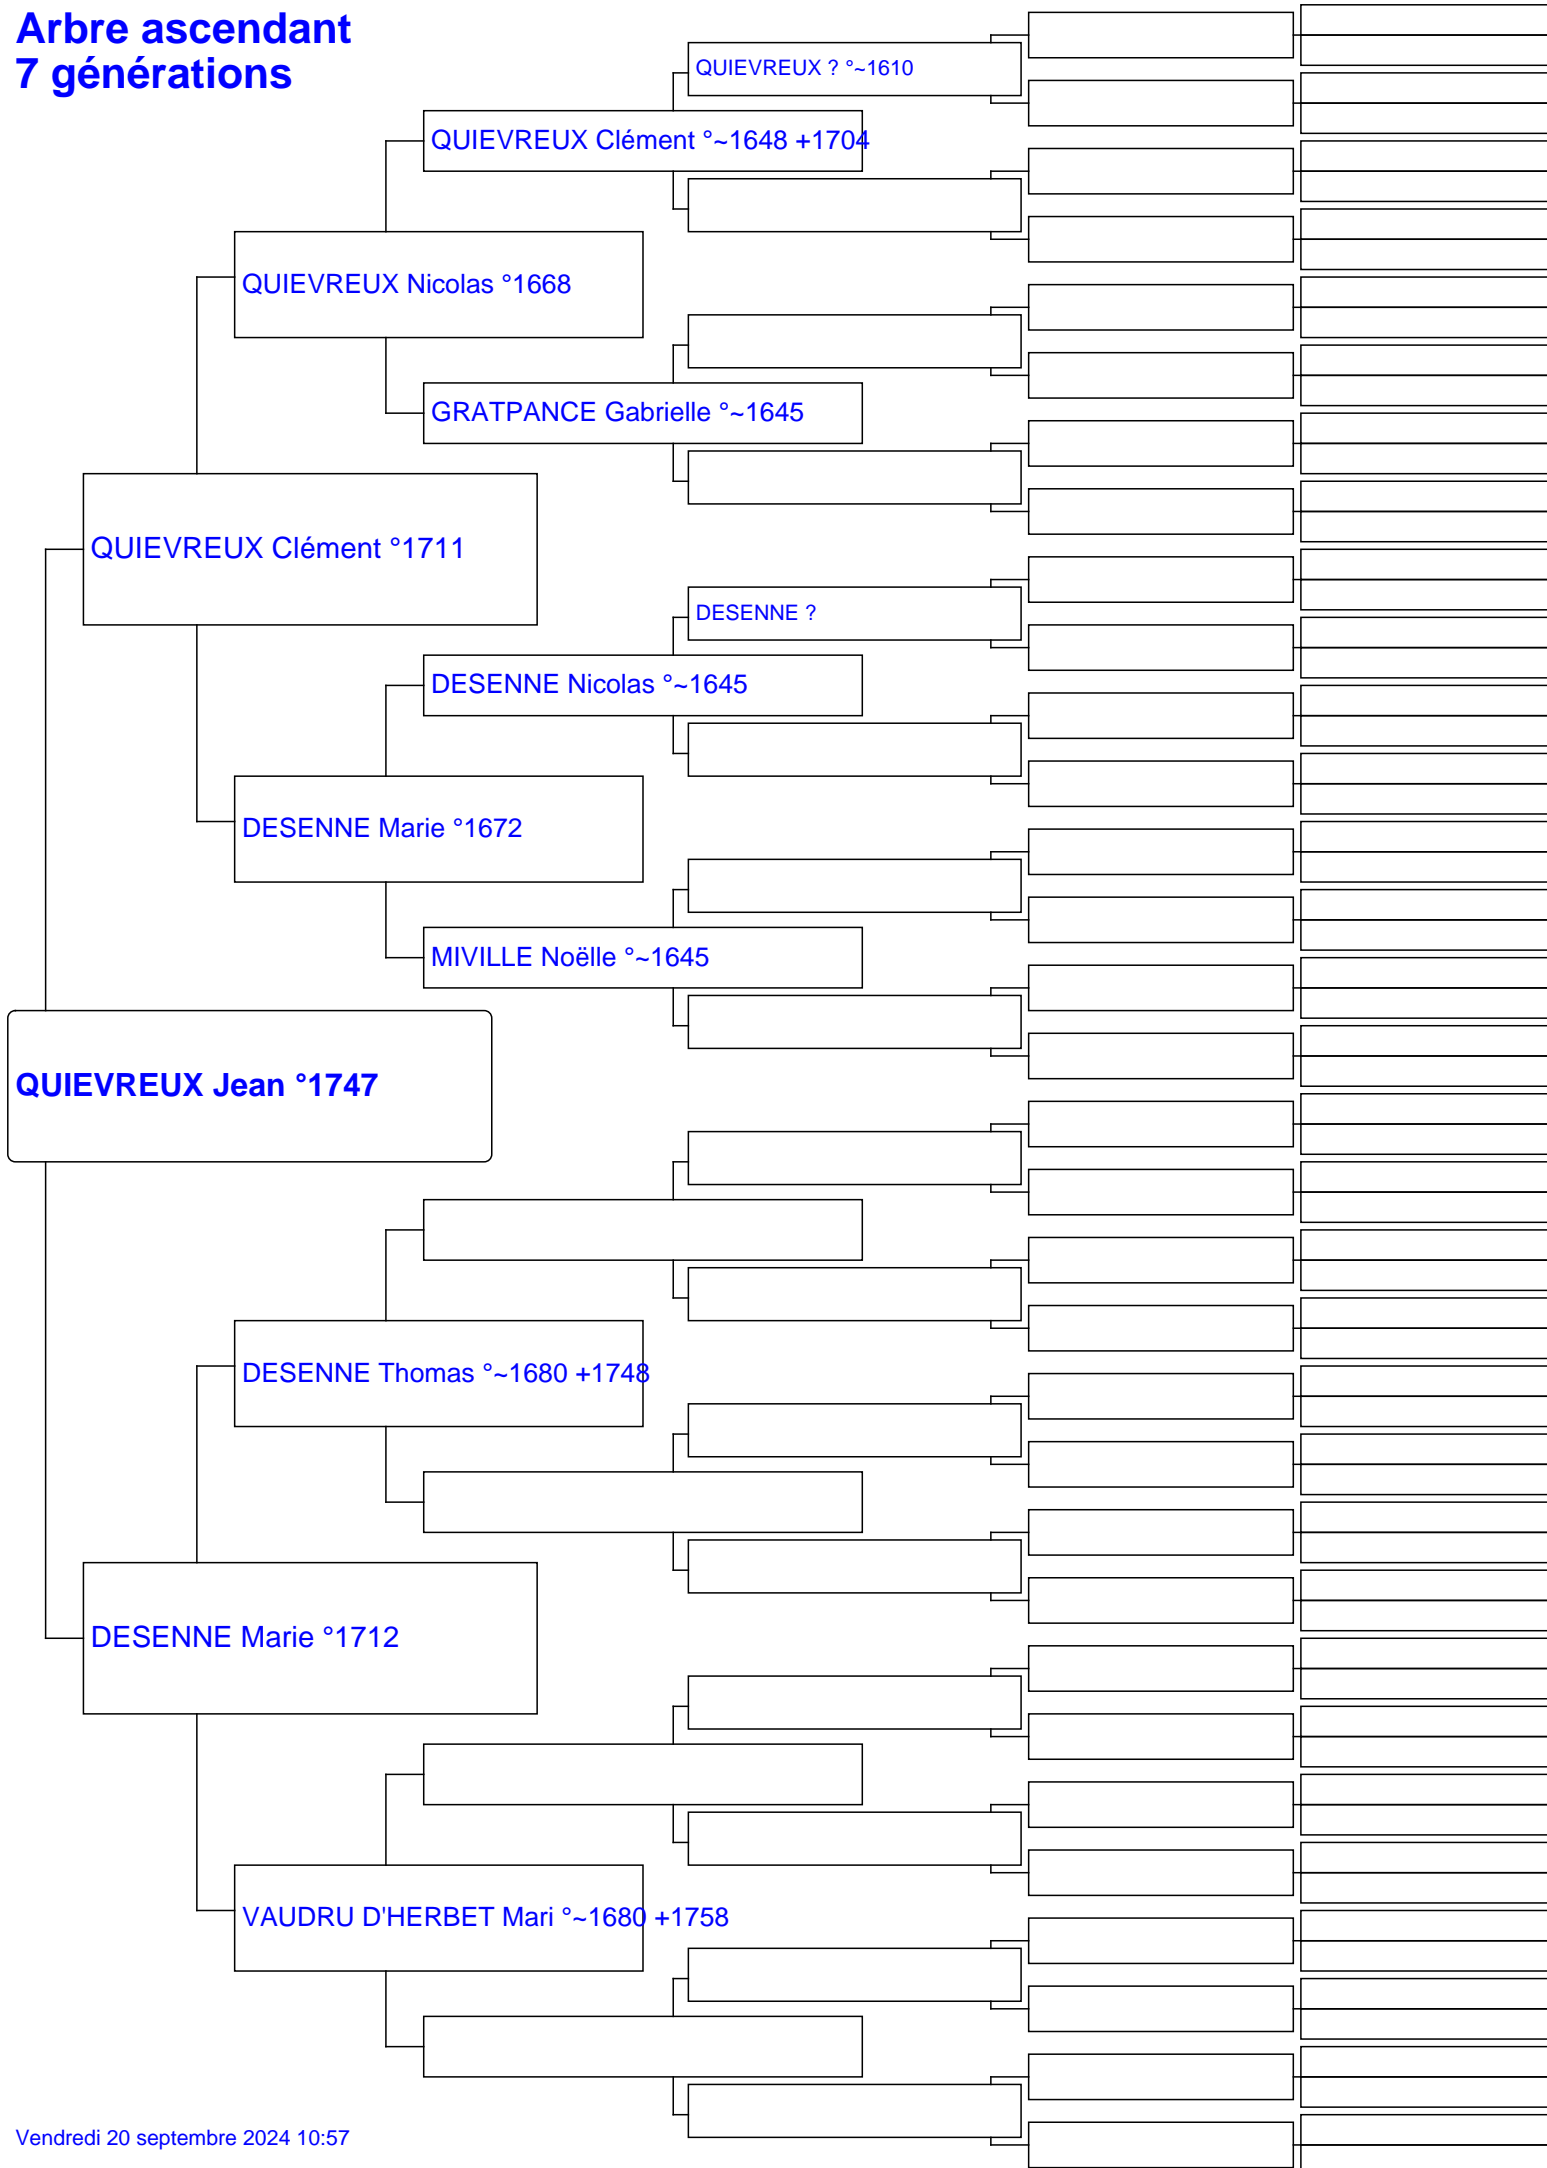 Arbre ascendant
7 générations
QUIEVREUX ? °~1610
QUIEVREUX Clément °~1648 +1704
QUIEVREUX Nicolas °1668
GRATPANCE Gabrielle °~1645
QUIEVREUX Clément °1711
DESENNE ?
DESENNE Nicolas °~1645
DESENNE Marie °1672
MIVILLE Noëlle °~1645
QUIEVREUX Jean °1747
DESENNE Thomas °~1680 +1748
DESENNE Marie °1712
VAUDRU D'HERBET Mari °~1680 +1758
Vendredi 20 septembre 2024 10:57